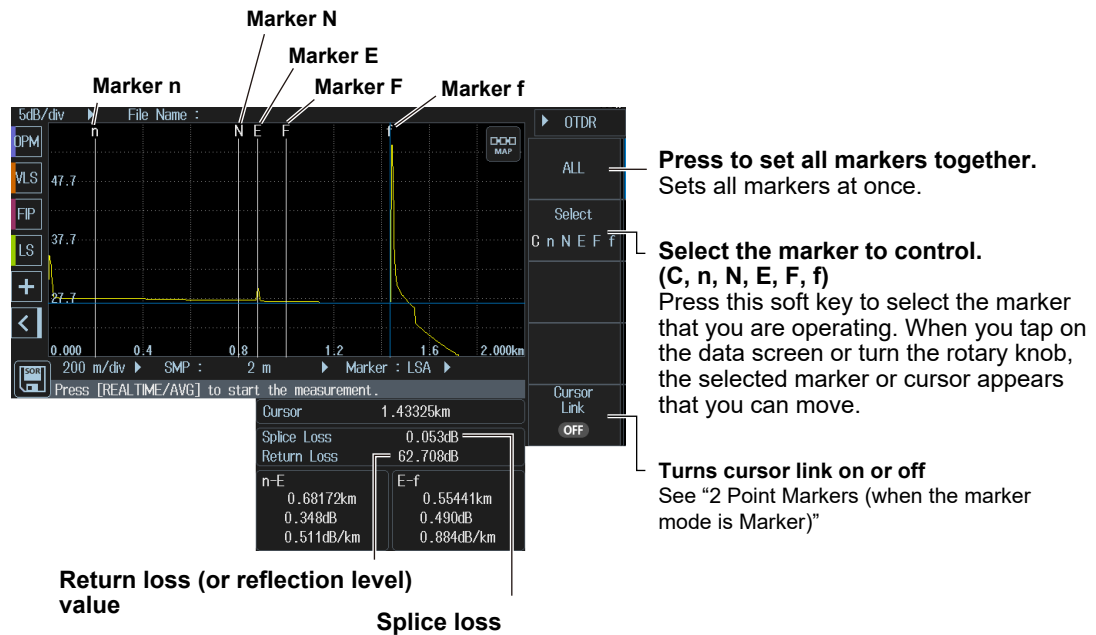 Marker N
Marker E
Marker n
Marker F
Marker f
5dB/div File Name :
OTDR
n N E F f
OPM
MAP
ALL
VLS
47.7
FIP
Select
37.7
C n N E F f
LS
27.7
0.000 0.4 0.8 1.2 1.6 2.000km
SOR
200 m/div SMP : 2 m Marker : LSA
Press [REALTIME/AVG] to start the measurement.
Cursor
Link
OFF
Cursor 1.43325km
Splice Loss 0.053dB
Return Loss 62.708dB
n-E
0.68172km
0.348dB
0.511dB/km
E-f
0.55441km
0.490dB
0.884dB/km
Press to set all markers together.
Sets all markers at once.
Select the marker to control.
(C, n, N, E, F, f)
Press this soft key to select the marker
that you are operating. When you tap on
the data screen or turn the rotary knob,
the selected marker or cursor appears
that you can move.
Turns cursor link on or off
See “2 Point Markers (when the marker
mode is Marker)”
Return loss (or reflection level)
value
Splice loss